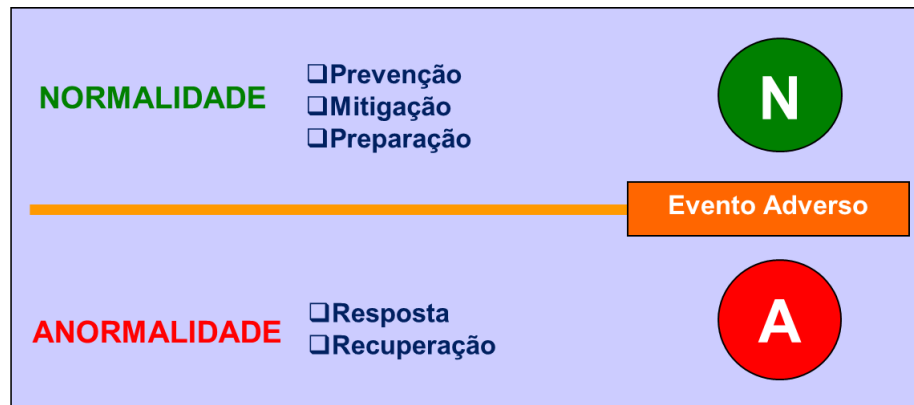 NORMALIDADE
❑Prevenção
❑Mitigação
❑Preparação
N
Evento Adverso
ANORMALIDADE
❑Resposta
❑Recuperação
A